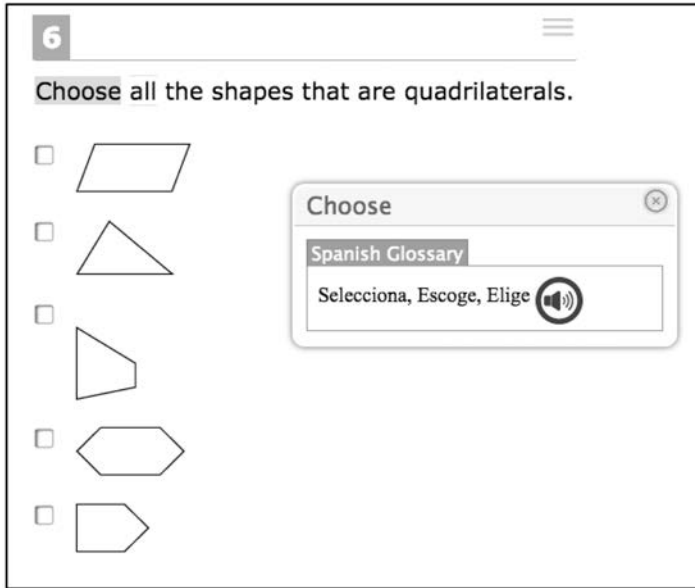 6
Choose all the shapes that are quadrilaterals.
Choose
Spanish Glossary
Selecciona, Escoge, Elige